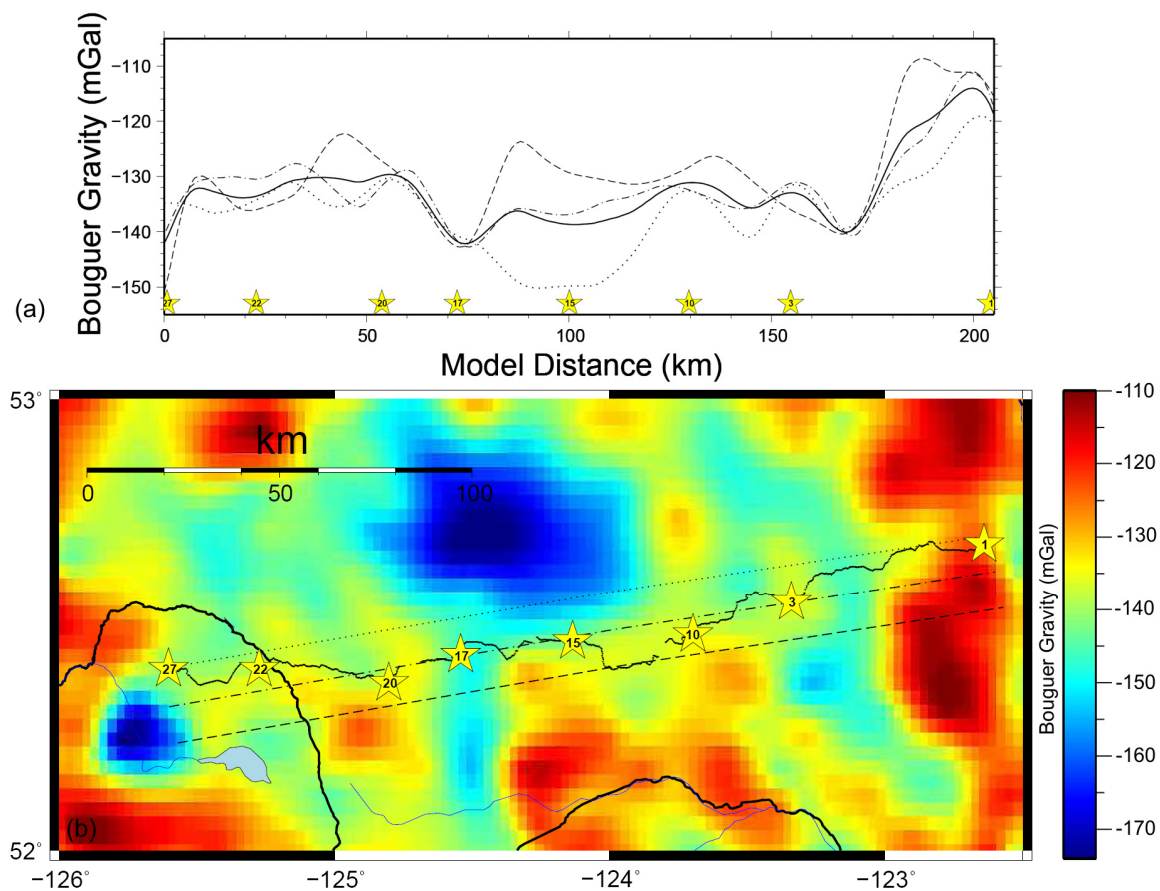 −110
−120
−130
−140
−150
Bouguer Gravity (mGal)
(a)
27 22 20 17 15 10 3 1
0 50 100 150 200
Model Distance (km)
53°
52°
km
0 50 100
27 22 20 17 15 10 3 1
(b)
−126° −125° −124° −123°
Bouguer Gravity (mGal)
-110
-120
-130
-140
-150
-160
-170